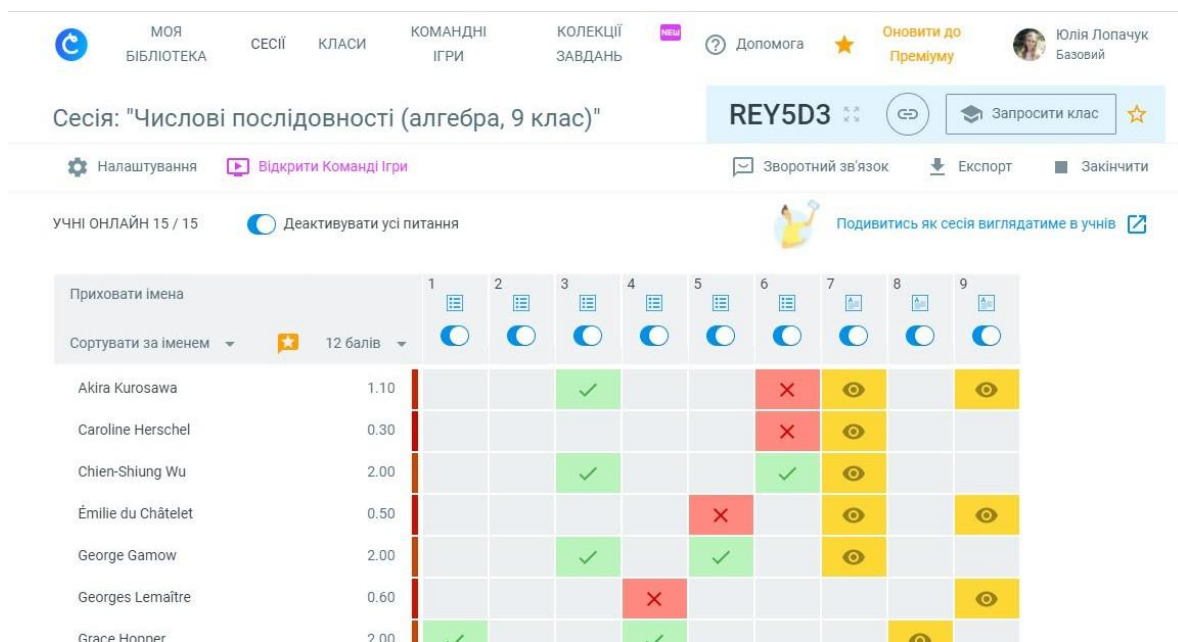 МОЯ БІБЛІОТЕКА
СЕСІЇ
КЛАСИ
КОМАНДНІ ІГРИ
КОЛЕКЦІЇ ЗАВДАНЬ
NEW
Допомога
Оновити до Преміуму
Юлія Лопачук
Базовий
Сесія: "Числові послідовності (алгебра, 9 клас)"
REY5D3
Запросити клас
Налаштування
Відкрити Команді Ігри
Зворотний зв'язок
Експорт
Закінчити
УЧНІ ОНЛАЙН 15 / 15
Деактивувати усі питання
Подивитись як сесія виглядатиме в учнів
Приховати імена
1 2 3 4 5 6 7 8 9
Сортувати за іменем
12 балів
Akira Kurosawa 1.10
Caroline Herschel 0.30
Chien-Shiung Wu 2.00
Émilie du Châtelet 0.50
George Gamow 2.00
Georges Lemaître 0.60
Grace Hopper 2.00